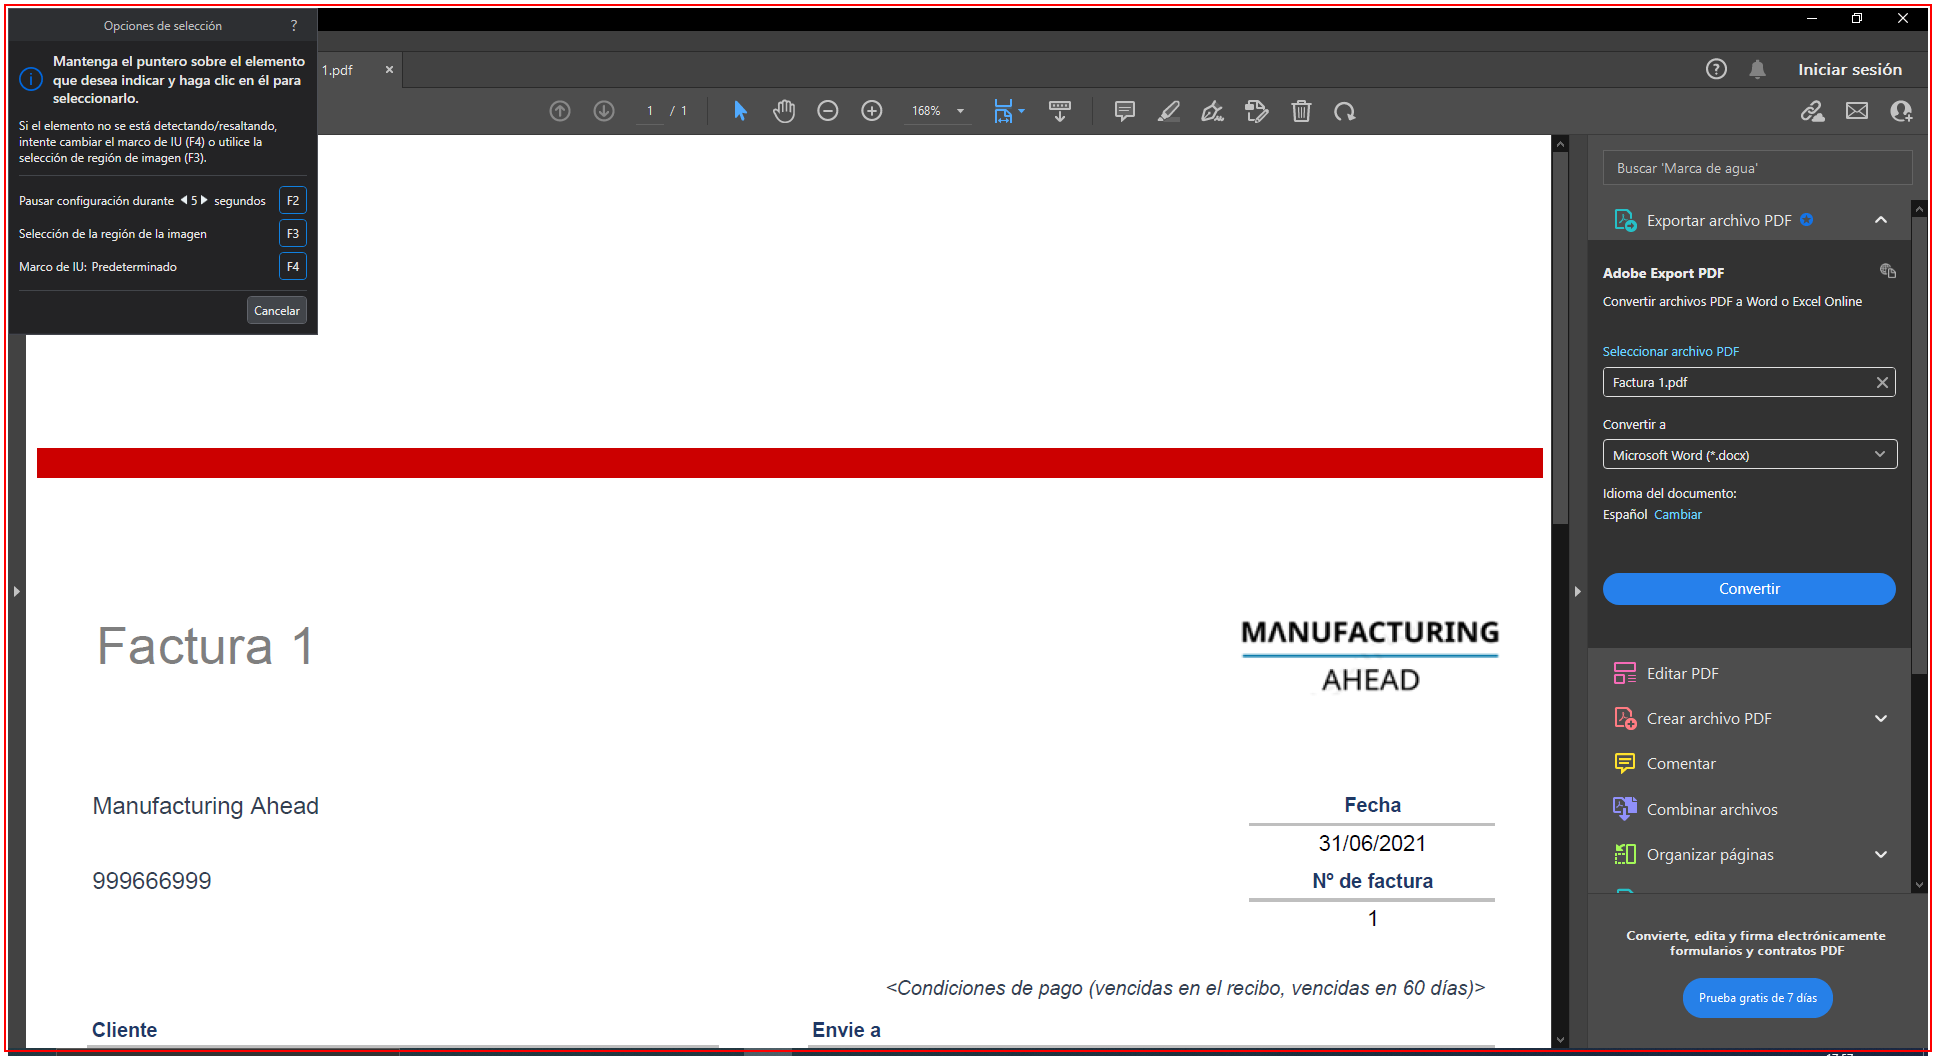 Opciones de selección ?
Mantenga el puntero sobre el elemento
que desea indicar y haga clic en él para
seleccionarlo.
Si el elemento no se está detectando/resaltando,
intente cambiar el marco de IU (F4) o utilice la
selección de región de imagen (F3).
Pausar configuración durante 5 segundos F2
Selección de la región de la imagen F3
Marco de IU: Predeterminado F4
Cancelar
1.pdf
Iniciar sesión
1 / 1
168%
Buscar 'Marca de agua'
Exportar archivo PDF
Adobe Export PDF
Convertir archivos PDF a Word o Excel Online
Seleccionar archivo PDF
Factura 1.pdf
Convertir a
Microsoft Word (*.docx)
Idioma del documento:
Español Cambiar
Convertir
Editar PDF
Crear archivo PDF
Comentar
Combinar archivos
Organizar páginas
Convierte, edita y firma electrónicamente
formularios y contratos PDF
Prueba gratis de 7 días
Factura 1
MANUFACTURING
AHEAD
Manufacturing Ahead
999666999
Fecha
31/06/2021
Nº de factura
1
<Condiciones de pago (vencidas en el recibo, vencidas en 60 días)>
Cliente
Envie a